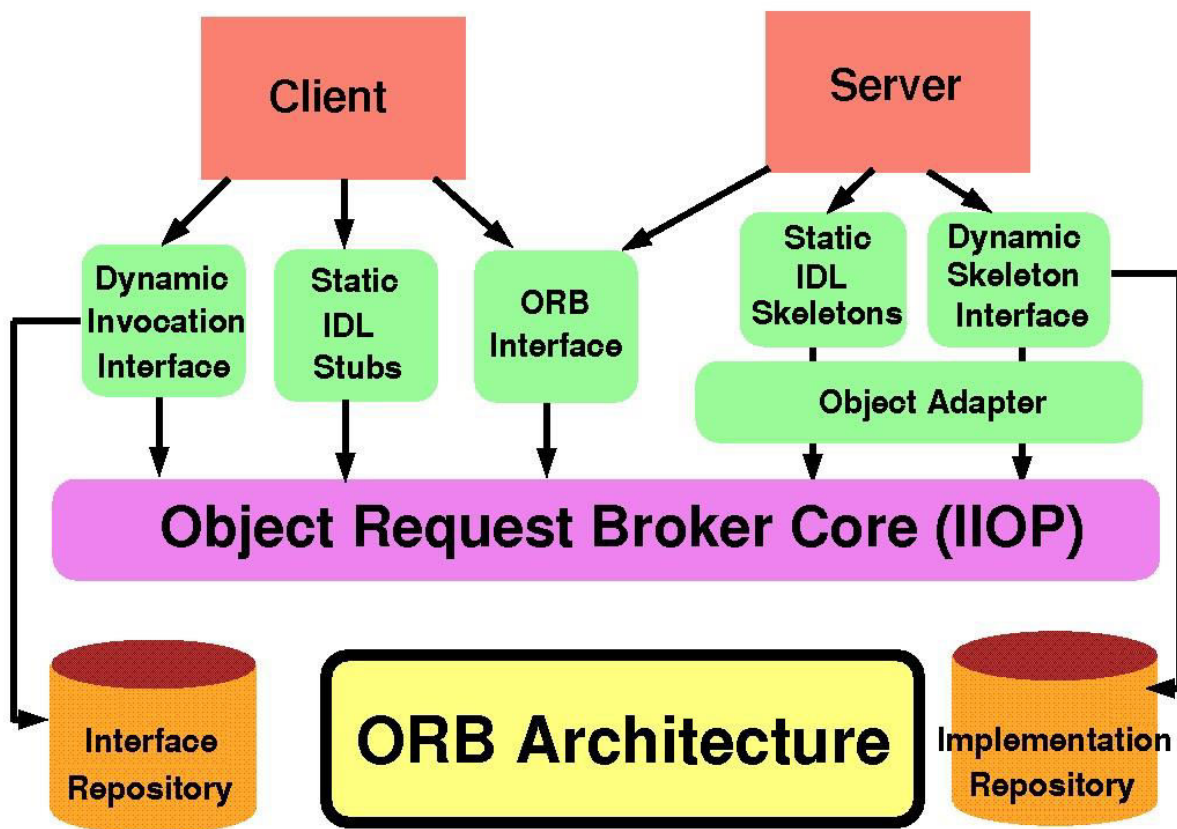 Client
Server
Dynamic
Invocation
Interface
Static
IDL
Stubs
ORB
Interface
Static
IDL
Skeletons
Dynamic
Skeleton
Interface
Object Adapter
Object Request Broker Core (IIOP)
Interface
Repository
ORB Architecture
Implementation
Repository